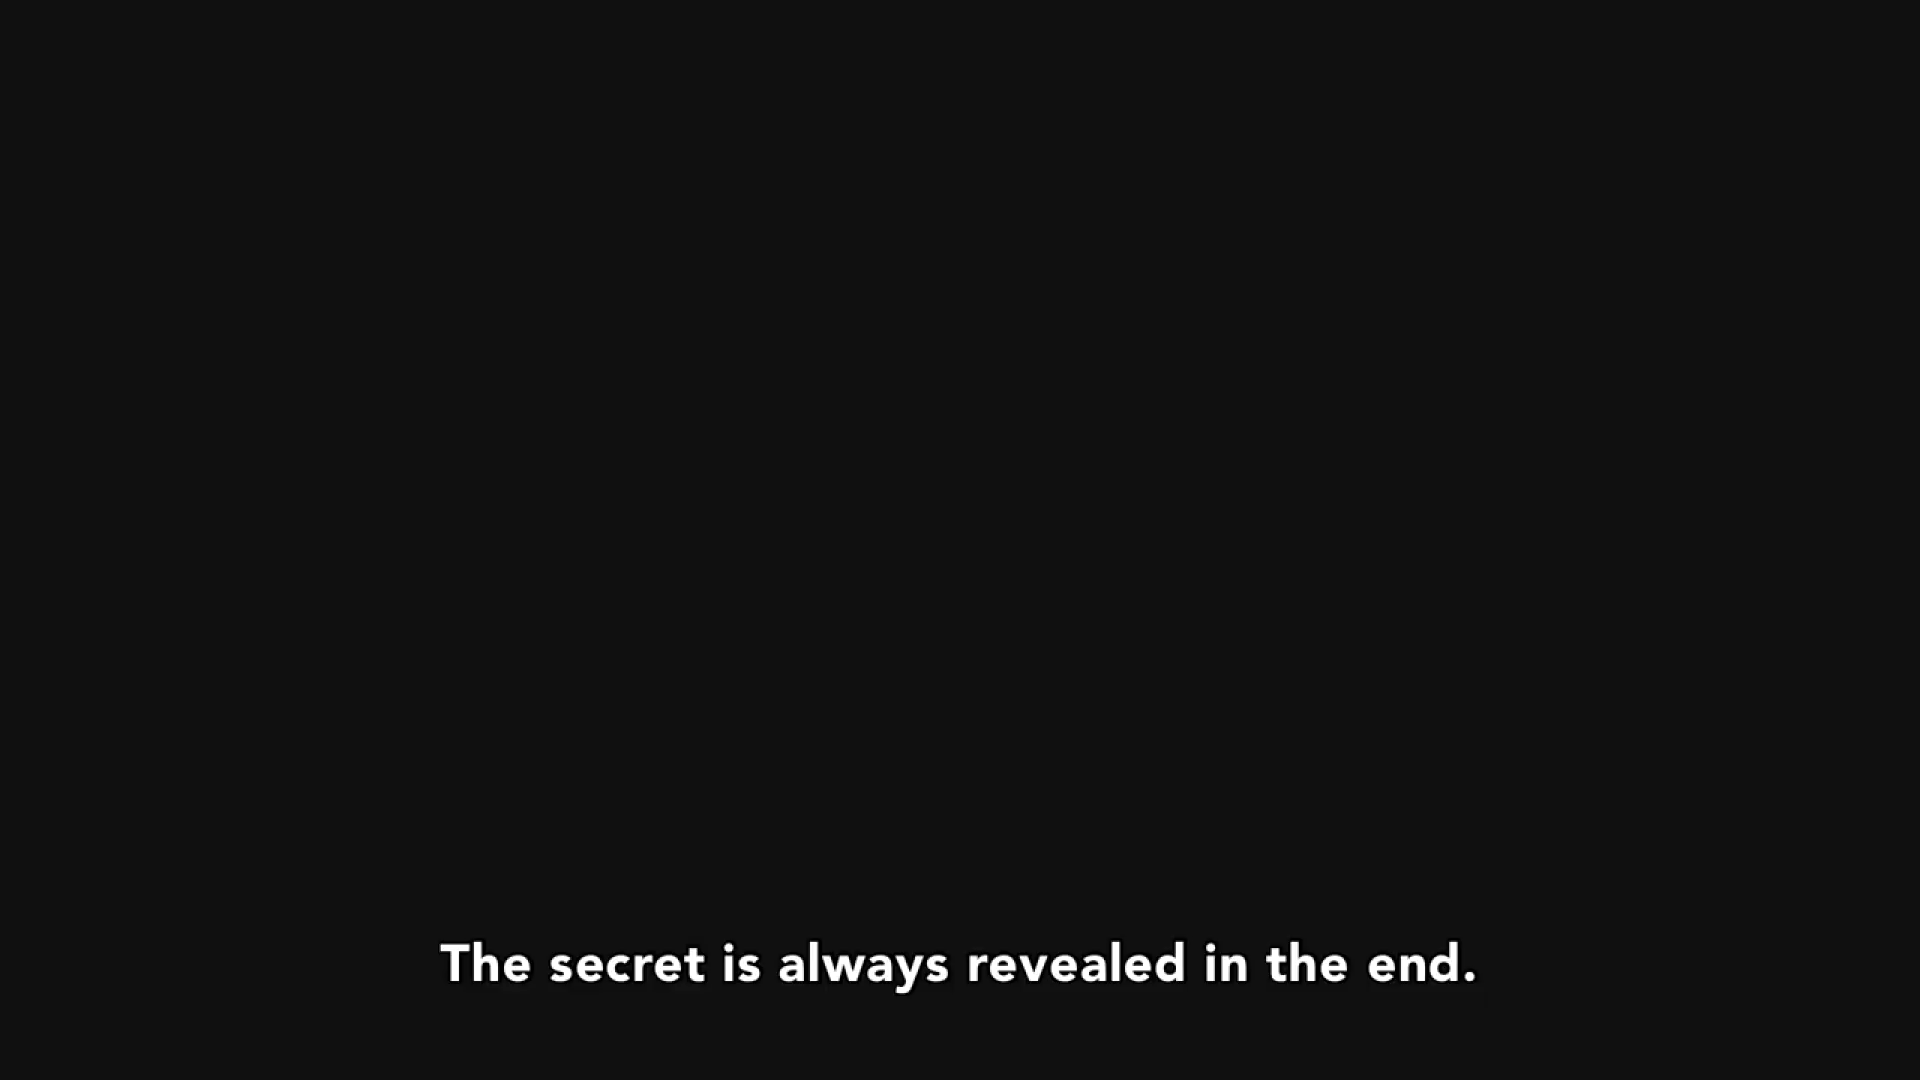 The secret is always revealed in the end.